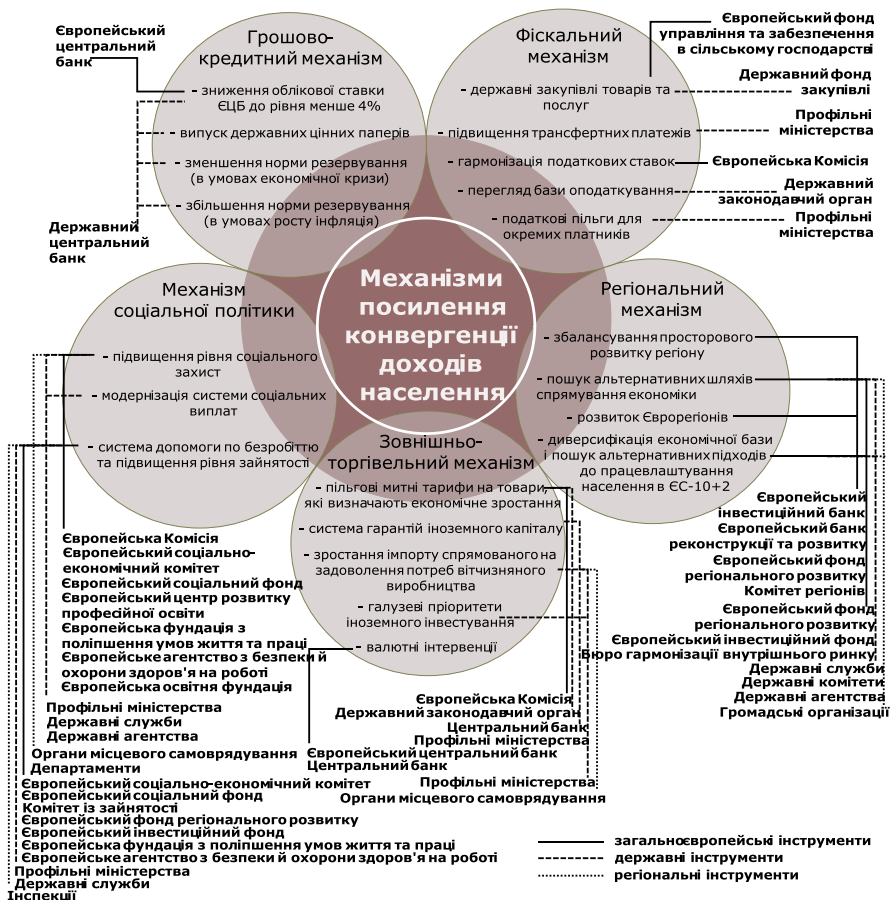 Європейський
центральний
банк
Грошово-
кредитний механізм
- зниження облікової ставки
ЄЦБ до рівня менше 4%
- випуск державних цінних паперів
- зменшення норми резервування
(в умовах економічної кризи)
- збільшення норми резервування
(в умовах росту інфляція)
Державний
центральний
банк
Фіскальний
механізм
- державні закупівлі товарів та
послуг
- підвищення трансфертних платежів
- гармонізація податкових ставок
- перегляд бази оподаткування
- податкові пільги для
окремих платників
Європейський фонд
управління та забезпечення
в сільському господарстві
Державний фонд
закупівлі
Профільні
міністерства
Європейська Комісія
Державний
законодавчий орган
Профільні
міністерства
Механізми
посилення
конвергенції
доходів
населення
Механізм
соціальної політики
- підвищення рівня соціального
захист
- модернізація системи соціальних
виплат
- система допомоги по безробіттю
та підвищення рівня зайнятості
Регіональний
механізм
- збалансування просторового
розвитку регіону
- пошук альтернативних шляхів
спрямування економіки
- розвиток Єврорегіонів
- диверсифікація економічної бази
і пошук альтернативних підходів
до працевлаштування
населення в ЄС-10+2
Зовнішньо-
торгівельний механізм
- пільгові митні тарифи на товари,
які визначають економічне зростання
- система гарантій іноземного капіталу
- зростання імпорту спрямованого на
задоволення потреб вітчизняного
виробництва
- галузеві пріоритети
іноземного інвестування
- валютні інтервенції
Європейська Комісія
Європейський соціально-
економічний комітет
Європейський соціальний фонд
Європейський центр розвитку
професійної освіти
Європейська фундація з
поліпшення умов життя та праці
Європейське агентство з безпеки й
охорони здоров'я на роботі
Європейська освітня фундація
Профільні міністерства
Державні служби
Державні агентства
Органи місцевого самоврядування
Департаменти
Європейський соціально-економічний комітет
Європейський соціальний фонд
Комітет із зайнятості
Європейський фонд регіонального розвитку
Європейський інвестиційний фонд
Європейська фундація з поліпшення умов життя та праці
Європейське агентство з безпеки й охорони здоров'я на роботі
Профільні міністерства
Державні служби
Інспекції
Європейська Комісія
Державний законодавчий орган
Центральний банк
Профільні міністерства
Європейський центральний банк
Центральний банк
Профільні міністерства
Органи місцевого самоврядування
Європейський
інвестиційний банк
Європейський банк
реконструкції та розвитку
Європейський фонд
регіонального розвитку
Комітет регіонів
Європейський фонд
регіонального розвитку
Європейський інвестиційний фонд
Бюро гармонізації внутрішнього ринку
Державні служби
Державні комітети
Державні агентства
Громадські організації
загальноєвропейські інструменти
державні інструменти
регіональні інструменти